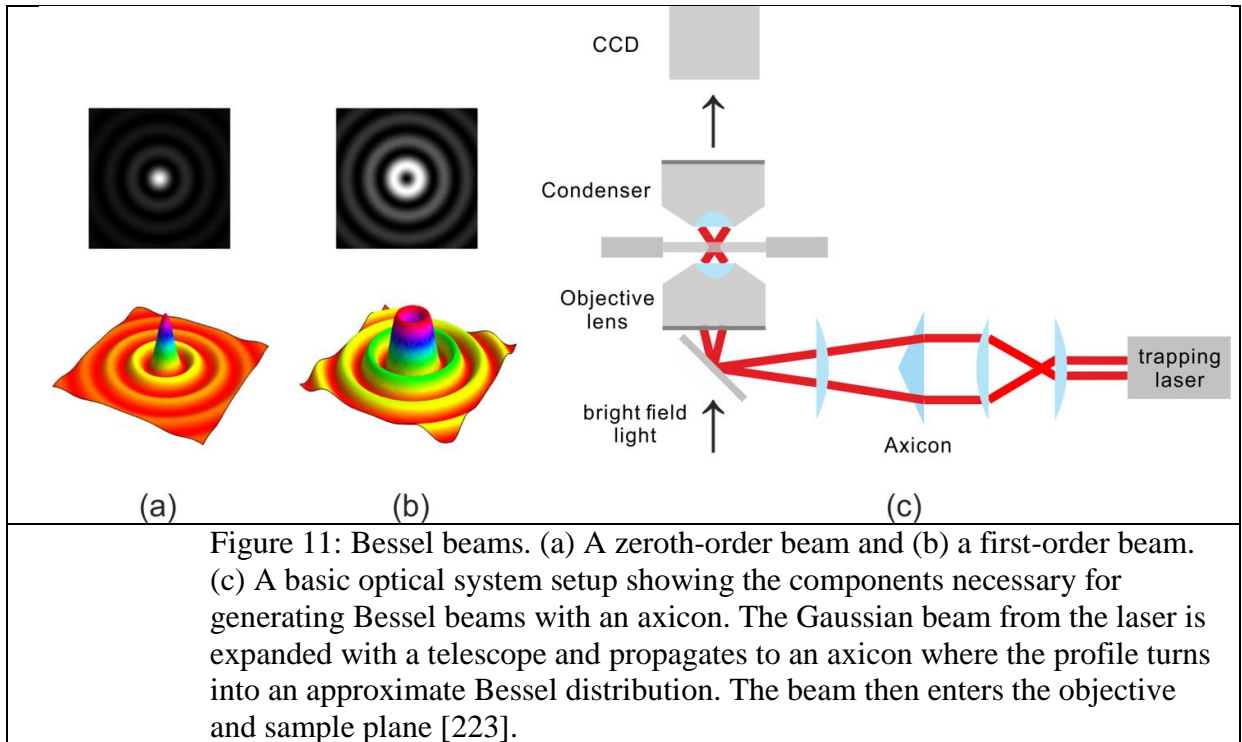 CCD
Condenser
Objective
lens
bright field
light
Axicon
trapping
laser
(a)
(b)
(c)
Figure 11: Bessel beams. (a) A zeroth-order beam and (b) a first-order beam.
(c) A basic optical system setup showing the components necessary for
generating Bessel beams with an axicon. The Gaussian beam from the laser is
expanded with a telescope and propagates to an axicon where the profile turns
into an approximate Bessel distribution. The beam then enters the objective
and sample plane [223].